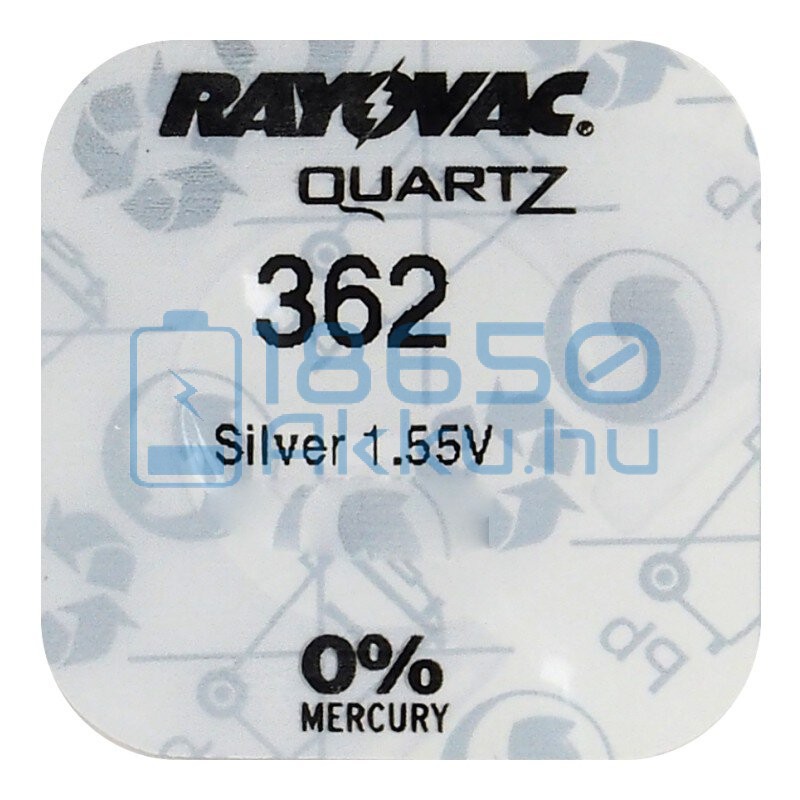 RAYOVAC®
QUARTZ
362
18650
Akku.hu
Silver 1.55V
0%
MERCURY